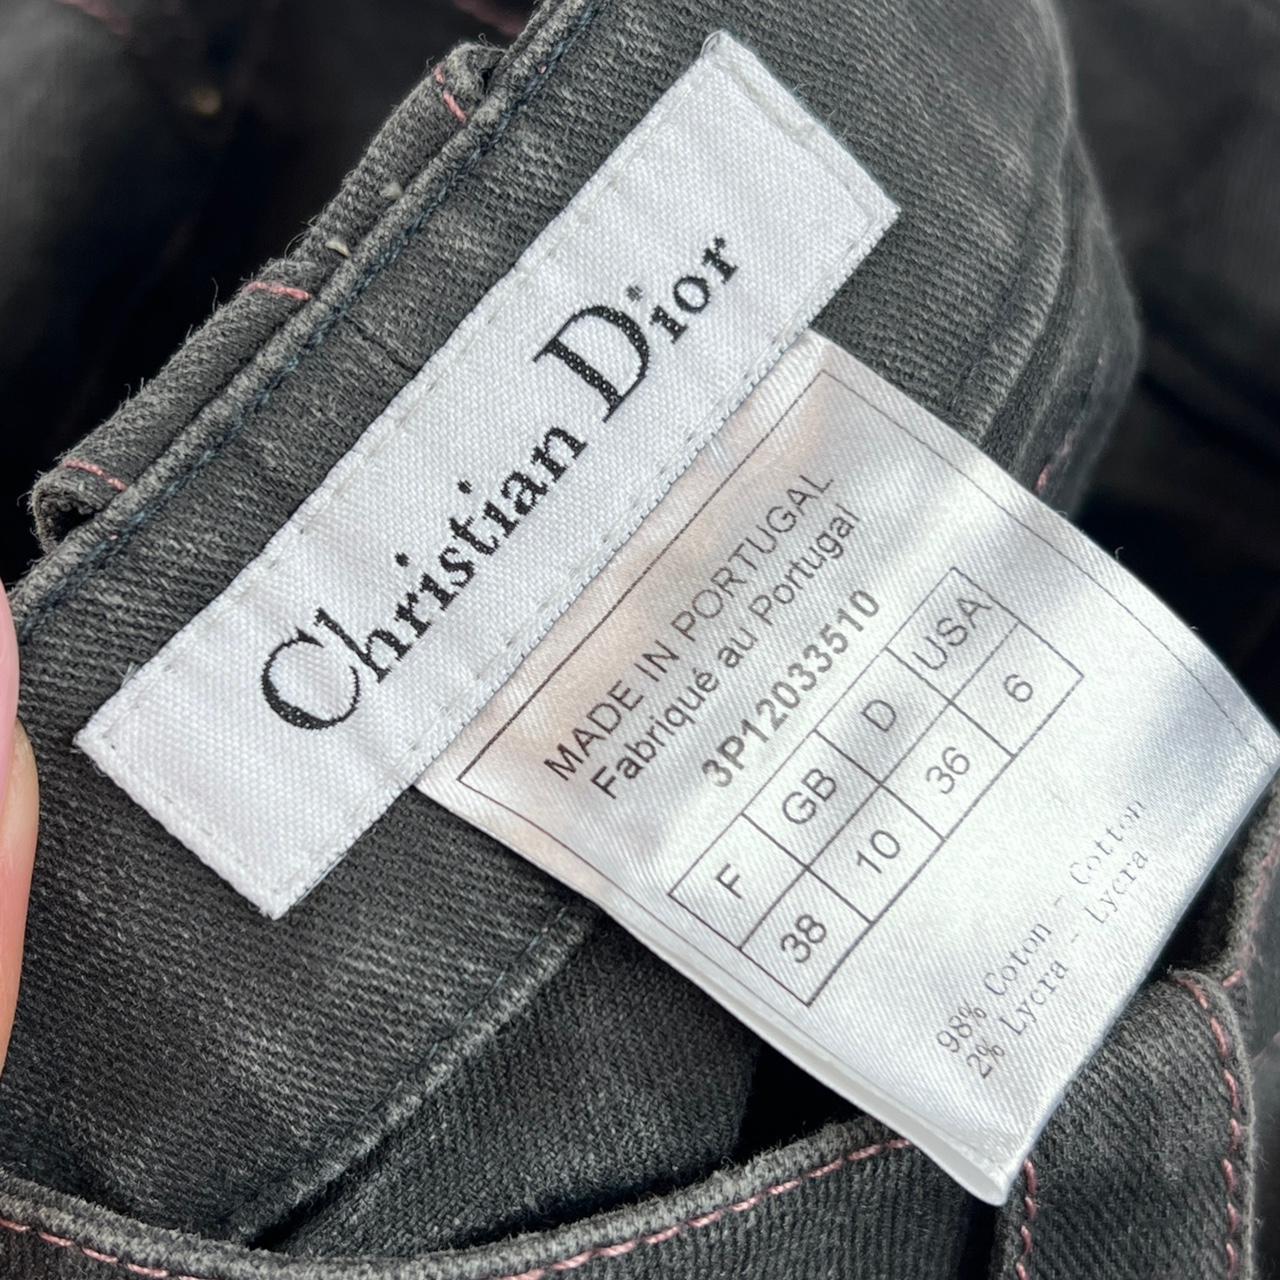 Christian Dior
MADE IN PORTUGAL
Fabriqué au Portugal
3P12033510
F GB D USA
38 10 36 6
98% Coton - Cotton
2% Lycra - Lycra